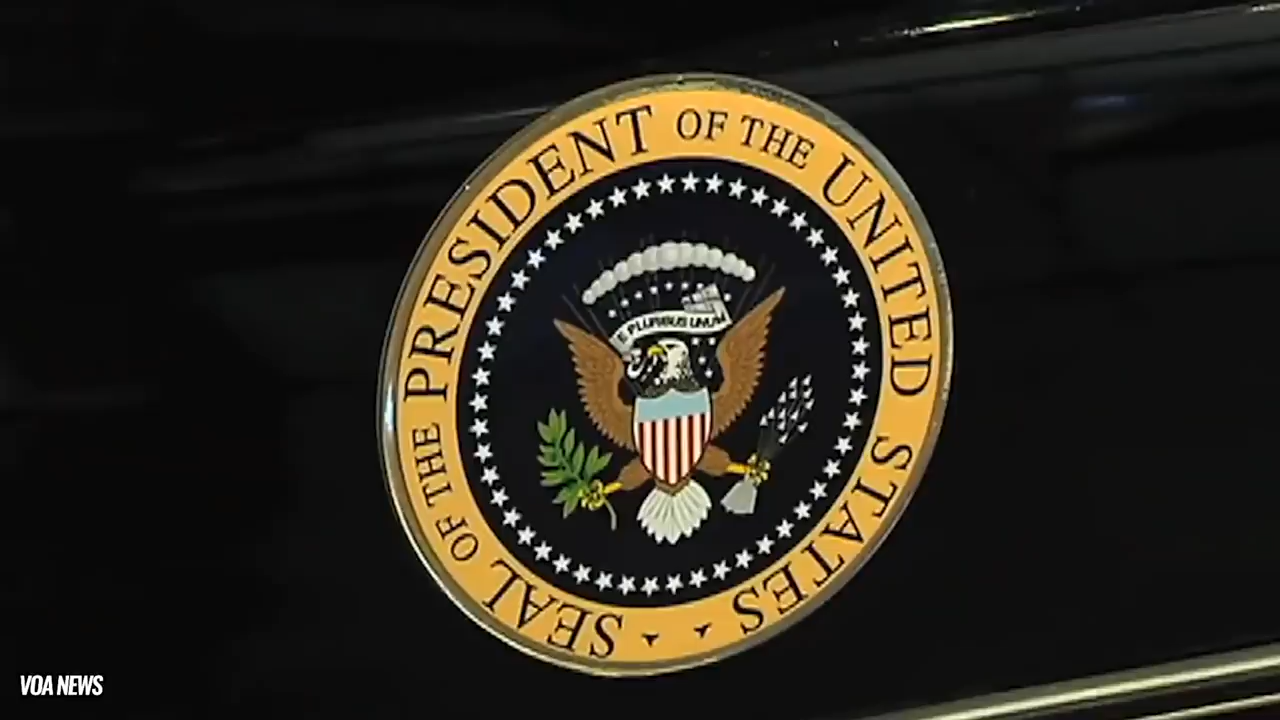 SEAL OF THE PRESIDENT OF THE UNITED STATES
E PLURIBUS UNUM
VOA NEWS